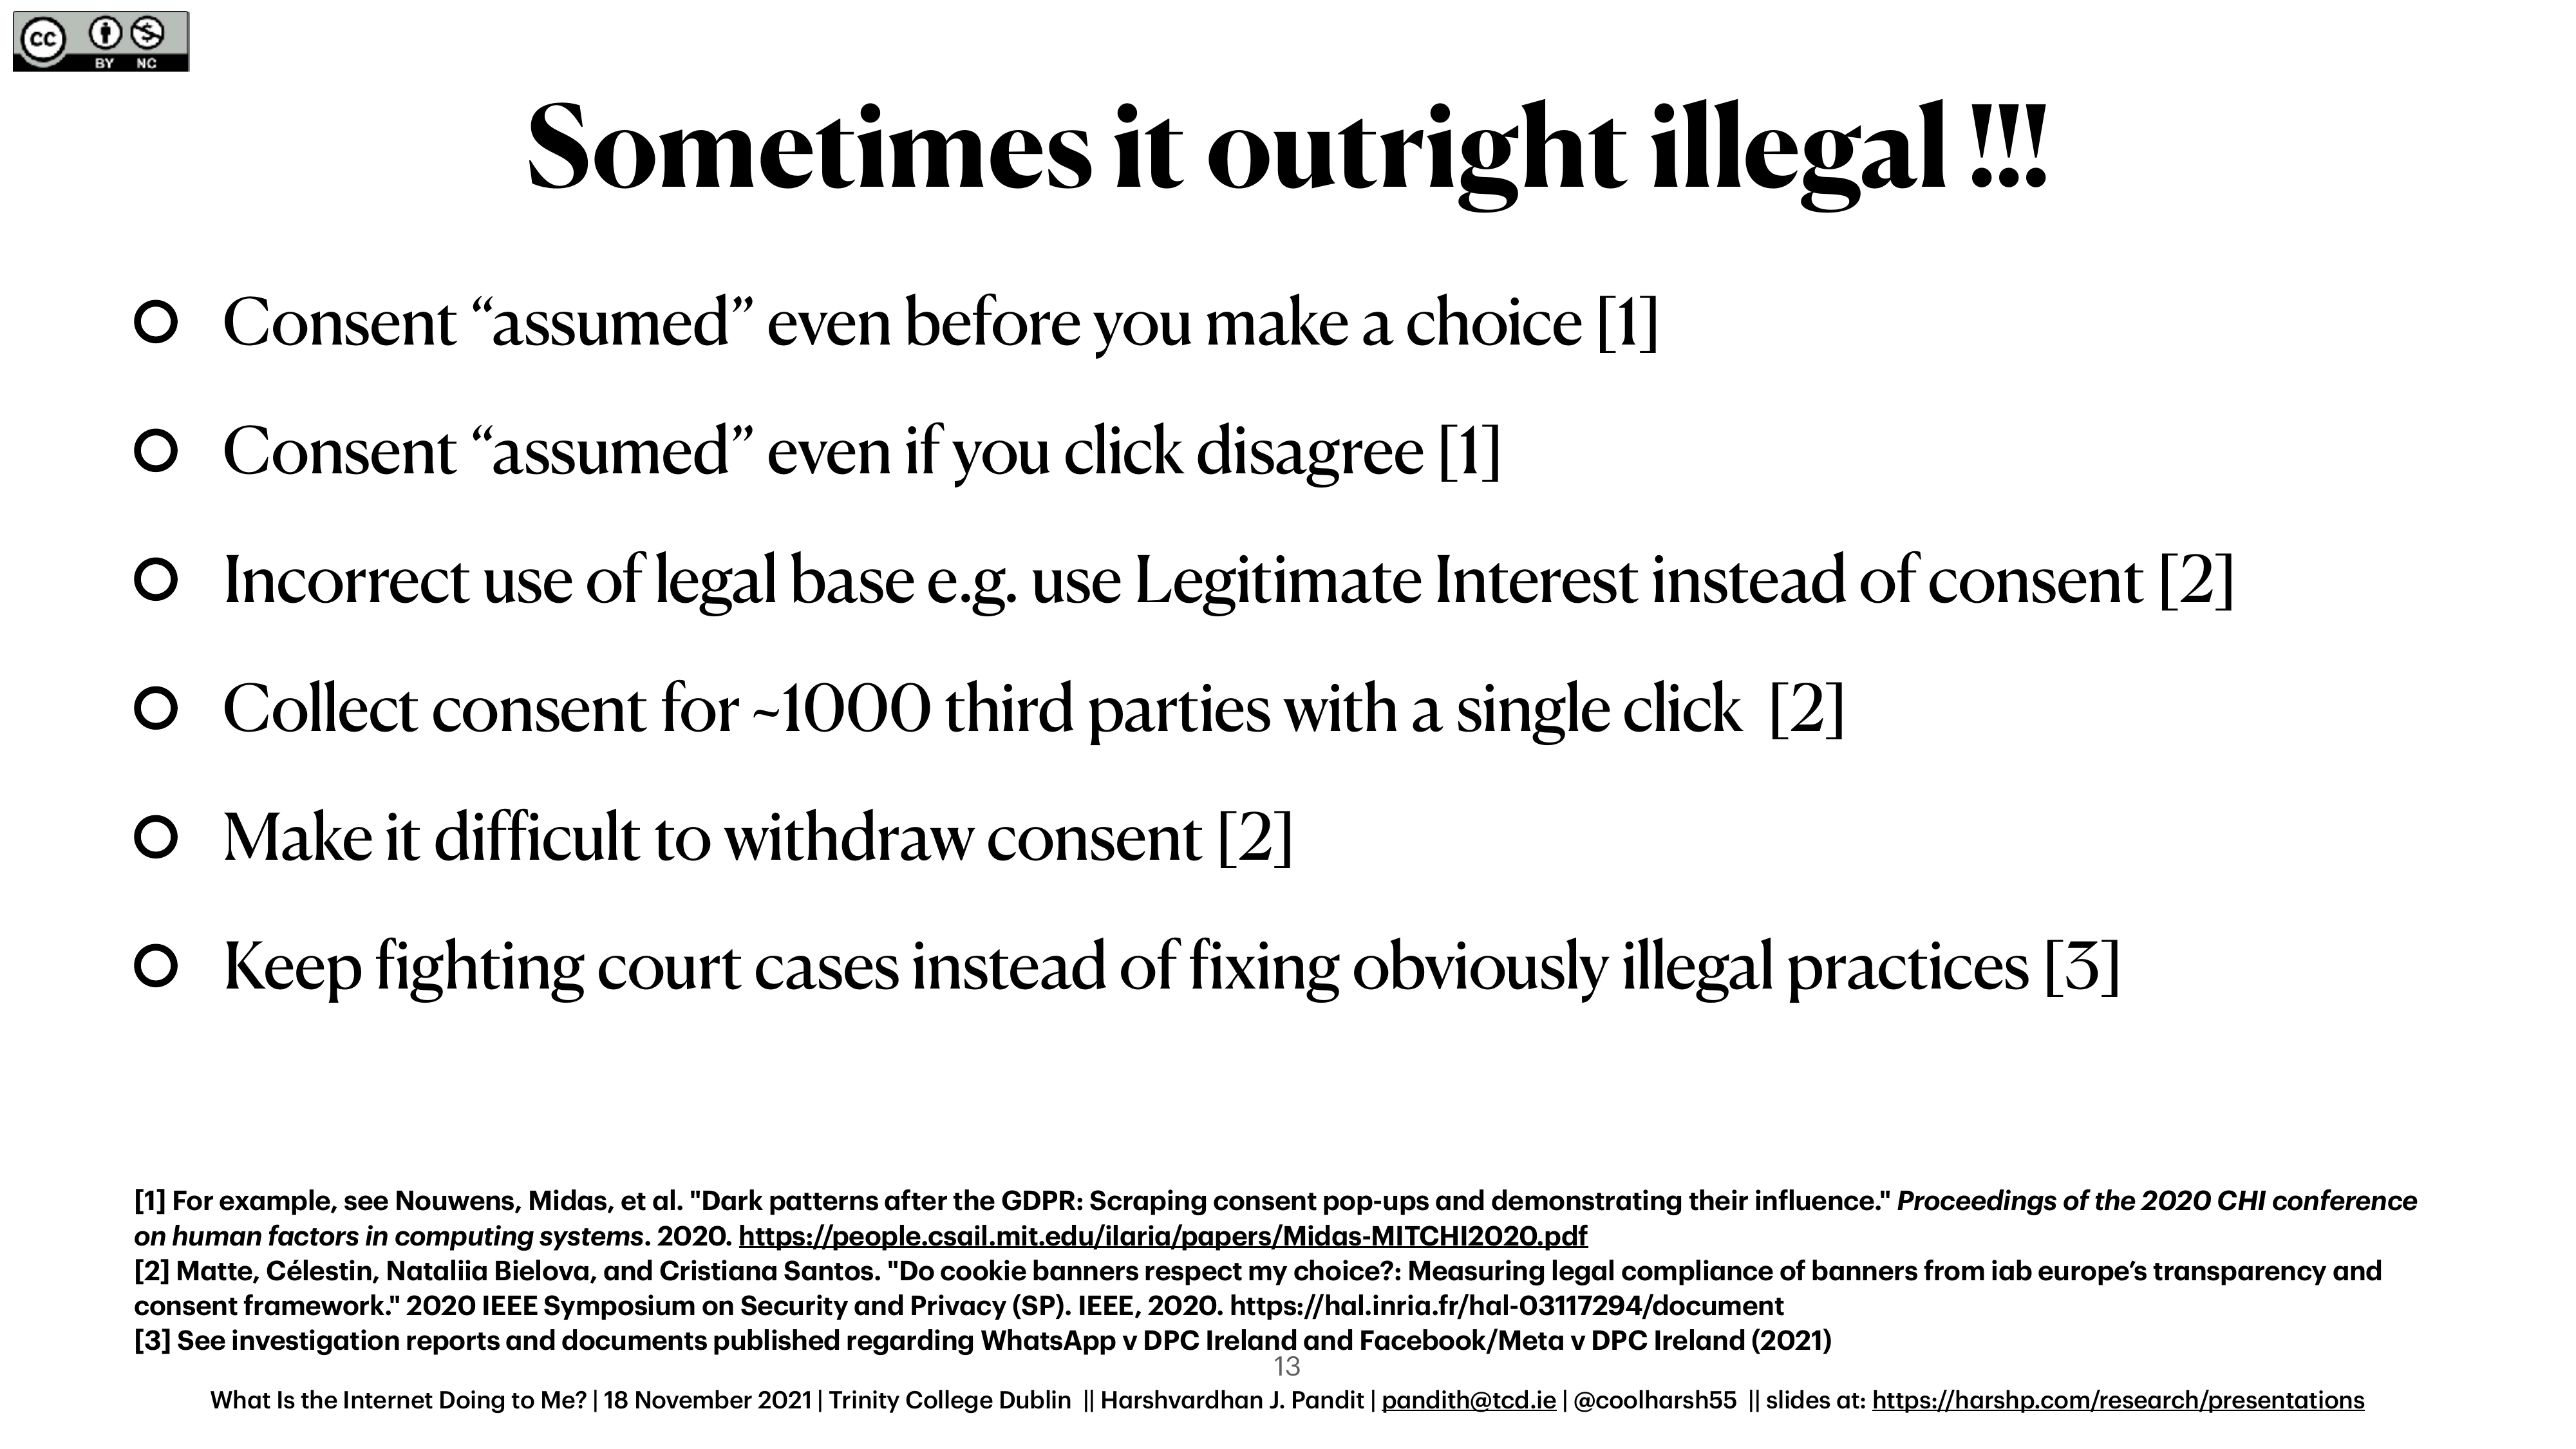 cc BY NC
Sometimes it outright illegal !!!
Consent “assumed” even before you make a choice [1]
Consent “assumed” even if you click disagree [1]
Incorrect use of legal base e.g. use Legitimate Interest instead of consent [2]
Collect consent for ~1000 third parties with a single click [2]
Make it difficult to withdraw consent [2]
Keep fighting court cases instead of fixing obviously illegal practices [3]
[1] For example, see Nouwens, Midas, et al. "Dark patterns after the GDPR: Scraping consent pop-ups and demonstrating their influence." Proceedings of the 2020 CHI conference
on human factors in computing systems. 2020. https://people.csail.mit.edu/ilaria/papers/Midas-MITCHI2020.pdf
[2] Matte, Célestin, Nataliia Bielova, and Cristiana Santos. "Do cookie banners respect my choice?: Measuring legal compliance of banners from iab europe’s transparency and
consent framework." 2020 IEEE Symposium on Security and Privacy (SP). IEEE, 2020. https://hal.inria.fr/hal-03117294/document
[3] See investigation reports and documents published regarding WhatsApp v DPC Ireland and Facebook/Meta v DPC Ireland (2021)
13
What Is the Internet Doing to Me? | 18 November 2021 | Trinity College Dublin || Harshvardhan J. Pandit | pandith@tcd.ie | @coolharsh55 || slides at: https://harshp.com/research/presentations